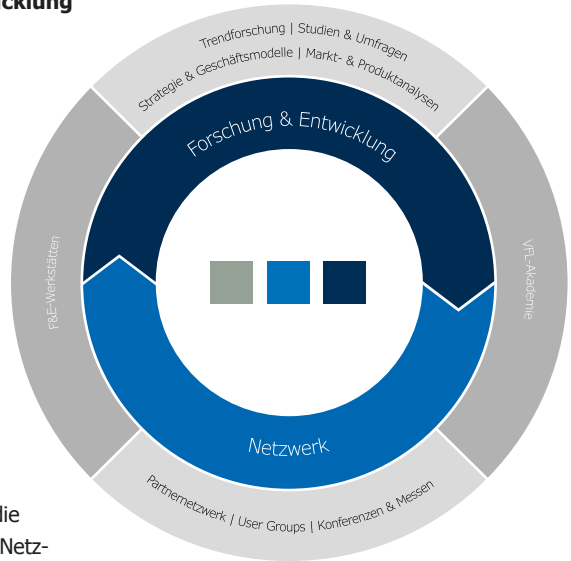 icklung
Trendforschung | Studien & Umfragen
Strategie & Geschäftsmodelle | Markt- & Produktanalysen
Forschung & Entwicklung
F&E-Werkstätten
VFL-Akademie
Netzwerk
Partnernetzwerk | User Groups | Konferenzen & Messen
die
Netz-